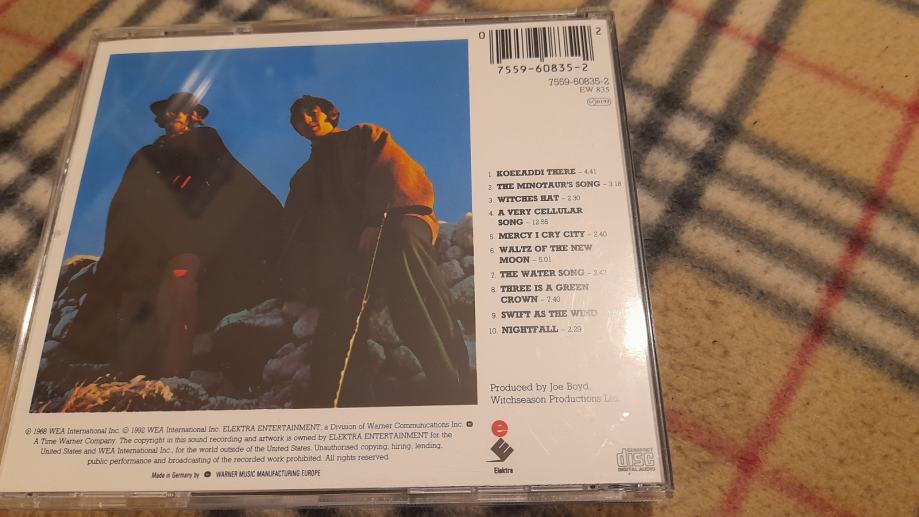 0 2
7559-60835-2
7559-60835-2
EW 835
1. KOEEADDI THERE – 4.41
2. THE MINOTAUR'S SONG – 3.18
3. WITCHES HAT – 2.30
4. A VERY CELLULAR
SONG – 12.55
5. MERCY I CRY CITY – 2.40
6. WALTZ OF THE NEW
MOON – 5.01
7. THE WATER SONG – 2.42
8. THREE IS A GREEN
CROWN – 7.40
9. SWIFT AS THE WIND
10. NIGHTFALL – 2.29
Produced by Joe Boyd,
Witchseason Productions Ltd.
℗ 1968 WEA International Inc. © 1992 WEA International Inc. ELEKTRA ENTERTAINMENT, a Division of Warner Communications Inc.
A Time Warner Company. The copyright in this sound recording and artwork is owned by ELEKTRA ENTERTAINMENT for the
United States and WEA International Inc., for the world outside of the United States. Unauthorised copying, hiring, lending,
public performance and broadcasting of the recorded work prohibited. All rights reserved.
Made in Germany by WARNER MUSIC MANUFACTURING EUROPE
Elektra
COMPACT
disc
DIGITAL AUDIO